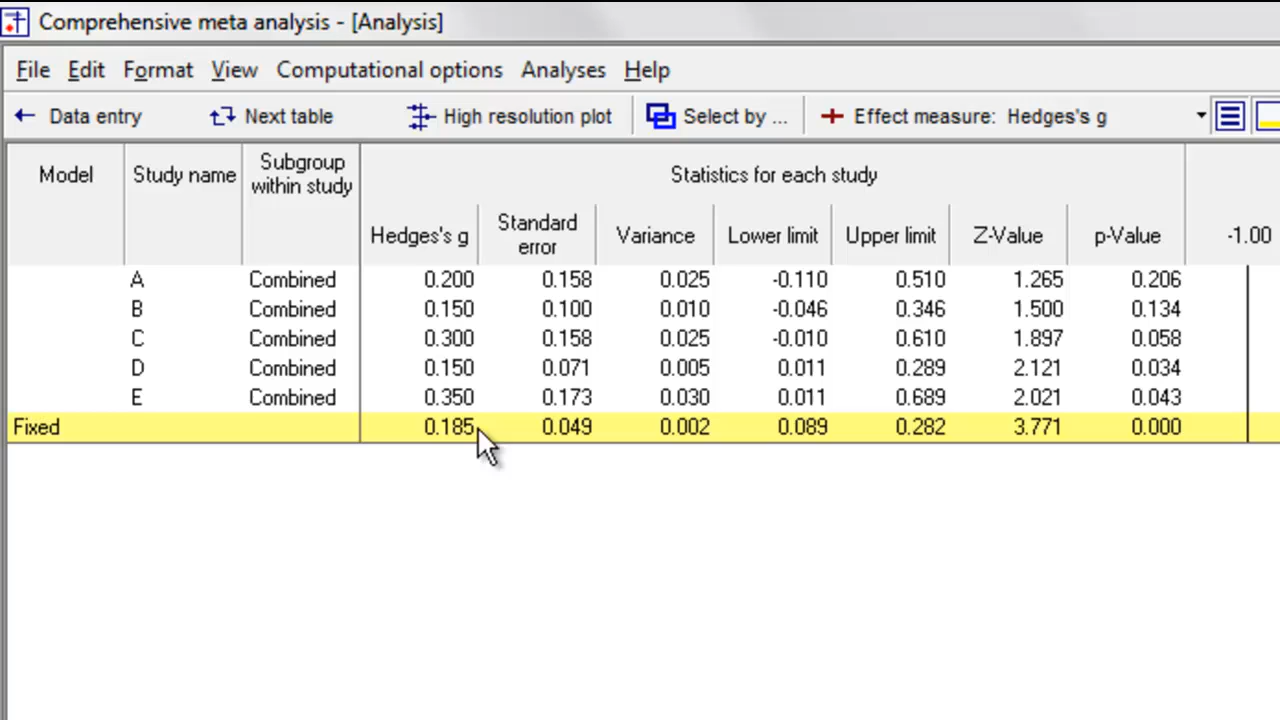 Comprehensive meta analysis - [Analysis]
File Edit Format View Computational options Analyses Help
Data entry Next table High resolution plot Select by ... Effect measure: Hedges's g
Model Study name Subgroup within study Statistics for each study
Hedges's g Standard error Variance Lower limit Upper limit Z-Value p-Value -1.00
A Combined 0.200 0.158 0.025 -0.110 0.510 1.265 0.206
B Combined 0.150 0.100 0.010 -0.046 0.346 1.500 0.134
C Combined 0.300 0.158 0.025 -0.010 0.610 1.897 0.058
D Combined 0.150 0.071 0.005 0.011 0.289 2.121 0.034
E Combined 0.350 0.173 0.030 0.011 0.689 2.021 0.043
Fixed 0.185 0.049 0.002 0.089 0.282 3.771 0.000